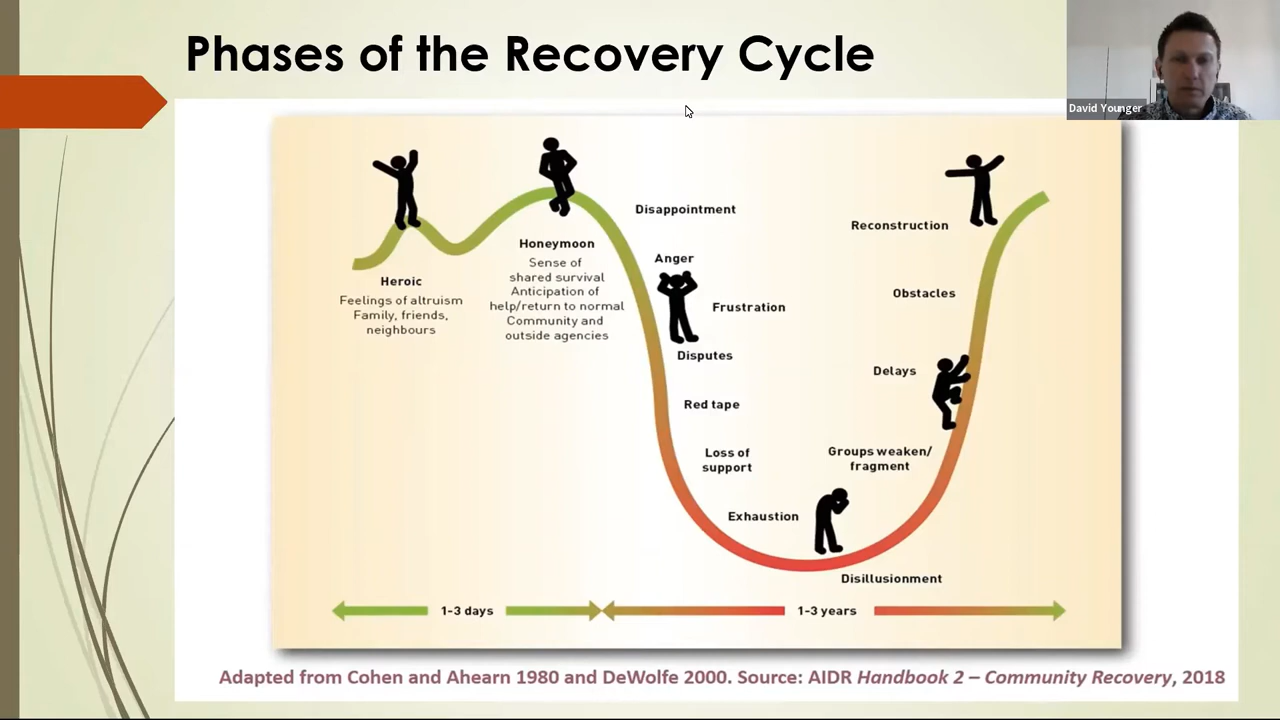 Phases of the Recovery Cycle
David Younger
Heroic
Feelings of altruism
Family, friends,
neighbours
Honeymoon
Sense of
shared survival
Anticipation of
help/return to normal
Community and
outside agencies
Disappointment
Anger
Frustration
Disputes
Red tape
Loss of
support
Exhaustion
Disillusionment
Groups weaken/
fragment
Delays
Obstacles
Reconstruction
1-3 days
1-3 years
Adapted from Cohen and Ahearn 1980 and DeWolfe 2000. Source: AIDR Handbook 2 – Community Recovery, 2018